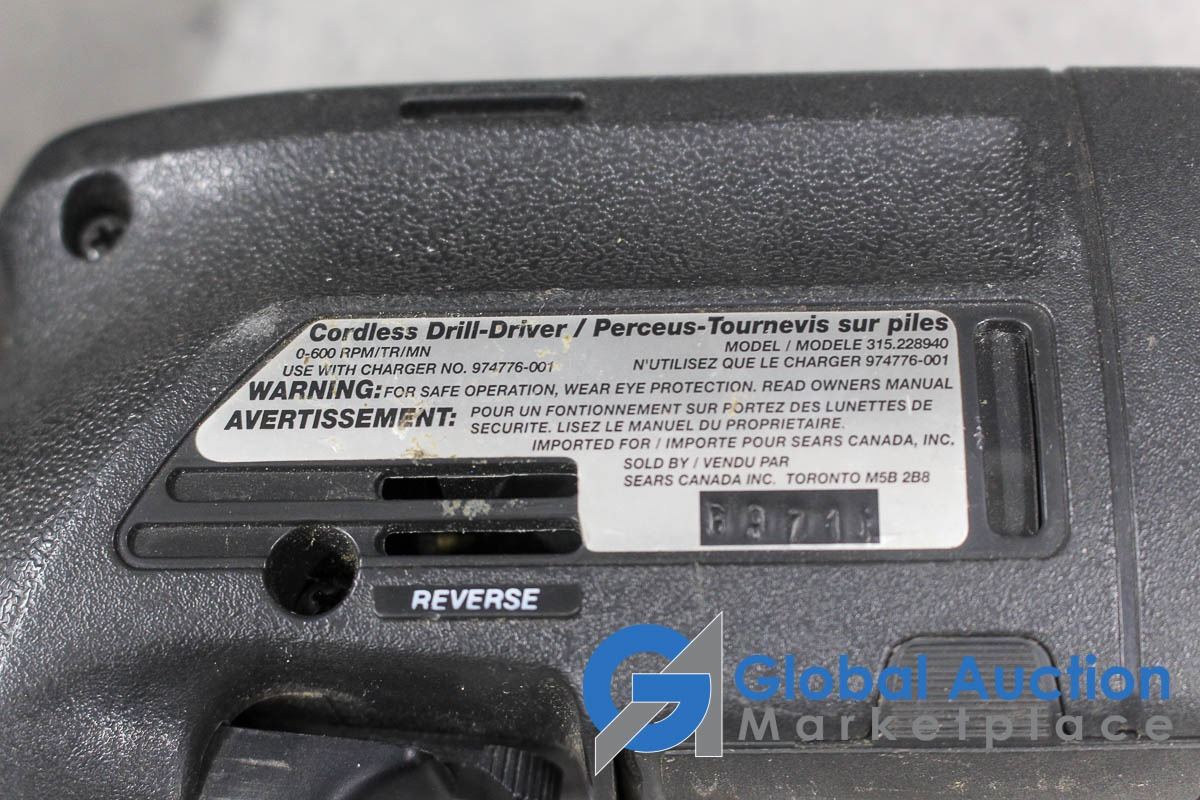 Cordless Drill-Driver / Perceus-Tournevis sur piles
0-600 RPM/TR/MN MODEL / MODELE 315.228940
USE WITH CHARGER NO. 974776-001 N'UTILISEZ QUE LE CHARGER 974776-001
WARNING: FOR SAFE OPERATION, WEAR EYE PROTECTION. READ OWNERS MANUAL
AVERTISSEMENT: POUR UN FONTIONNEMENT SUR PORTEZ DES LUNETTES DE
SECURITE. LISEZ LE MANUEL DU PROPRIETAIRE.
IMPORTED FOR / IMPORTE POUR SEARS CANADA, INC.
SOLD BY / VENDU PAR
SEARS CANADA INC. TORONTO M5B 2B8
REVERSE
GA Global Auction
Marketplace